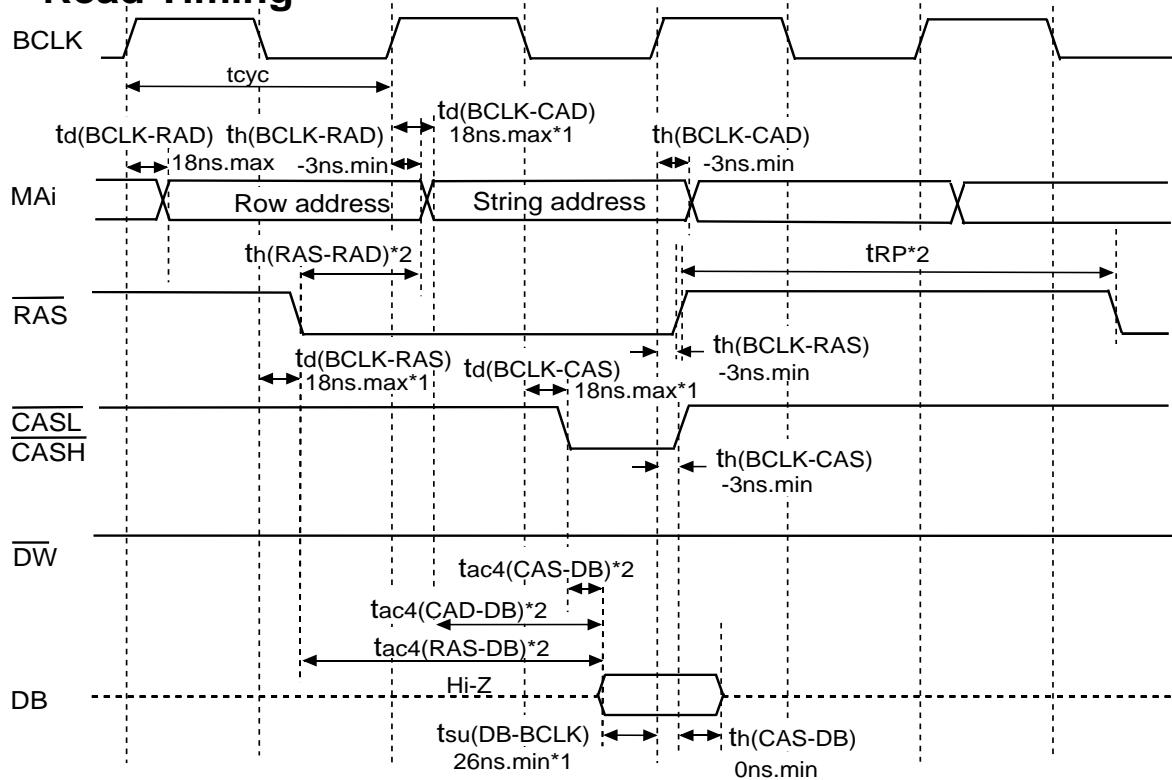 Read Timing
BCLK
tcyc
td(BCLK-CAD)
18ns.max*1
td(BCLK-RAD)
18ns.max
th(BCLK-RAD)
-3ns.min
th(BCLK-CAD)
-3ns.min
MAi
Row address
String address
th(RAS-RAD)*2
tRP*2
RAS
td(BCLK-RAS)
18ns.max*1
td(BCLK-CAS)
18ns.max*1
th(BCLK-RAS)
-3ns.min
CASL
CASH
th(BCLK-CAS)
-3ns.min
DW
tac4(CAS-DB)*2
tac4(CAD-DB)*2
tac4(RAS-DB)*2
Hi-Z
DB
tsu(DB-BCLK)
26ns.min*1
th(CAS-DB)
0ns.min